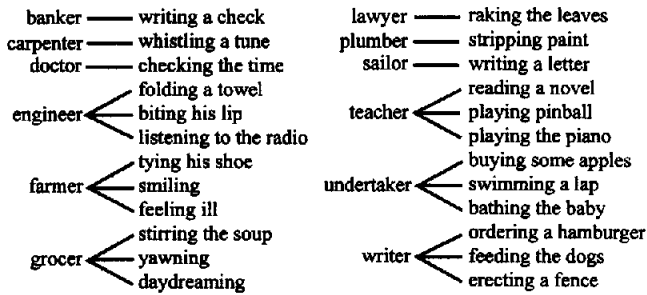 banker writing a check
carpenter whistling a tune
doctor checking the time
folding a towel
engineer biting his lip
listening to the radio
tying his shoe
farmer smiling
feeling ill
stirring the soup
grocer yawning
daydreaming
lawyer raking the leaves
plumber stripping paint
sailor writing a letter
reading a novel
teacher playing pinball
playing the piano
buying some apples
undertaker swimming a lap
bathing the baby
ordering a hamburger
writer feeding the dogs
erecting a fence